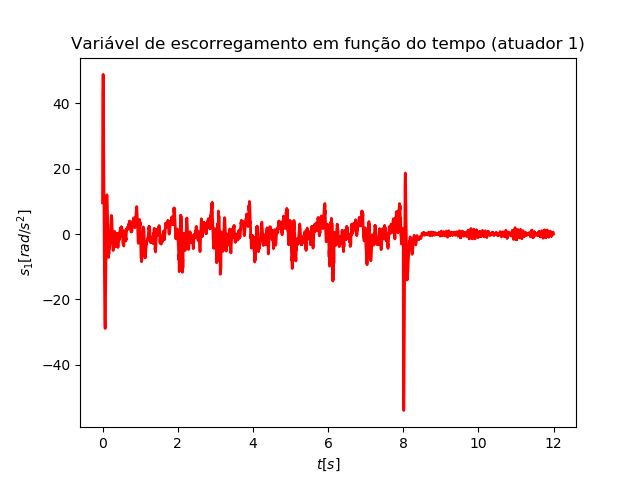 Variável de escorregamento em função do tempo (atuador 1)
40
20
0
−20
−40
s₁[rad/s²]
0 2 4 6 8 10 12
t[s]